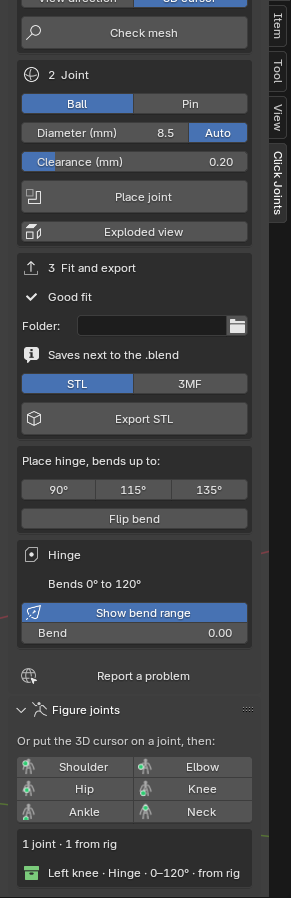 View direction
3D cursor
Check mesh
2 Joint
Ball
Pin
Diameter (mm) 8.5
Auto
Clearance (mm) 0.20
Place joint
Exploded view
3 Fit and export
Good fit
Folder:
Saves next to the .blend
STL
3MF
Export STL
Place hinge, bends up to:
90°
115°
135°
Flip bend
Hinge
Bends 0° to 120°
Show bend range
Bend 0.00
Report a problem
Figure joints
Or put the 3D cursor on a joint, then:
Shoulder
Elbow
Hip
Knee
Ankle
Neck
1 joint · 1 from rig
Left knee · Hinge · 0–120° · from rig
Item
Tool
View
Click Joints